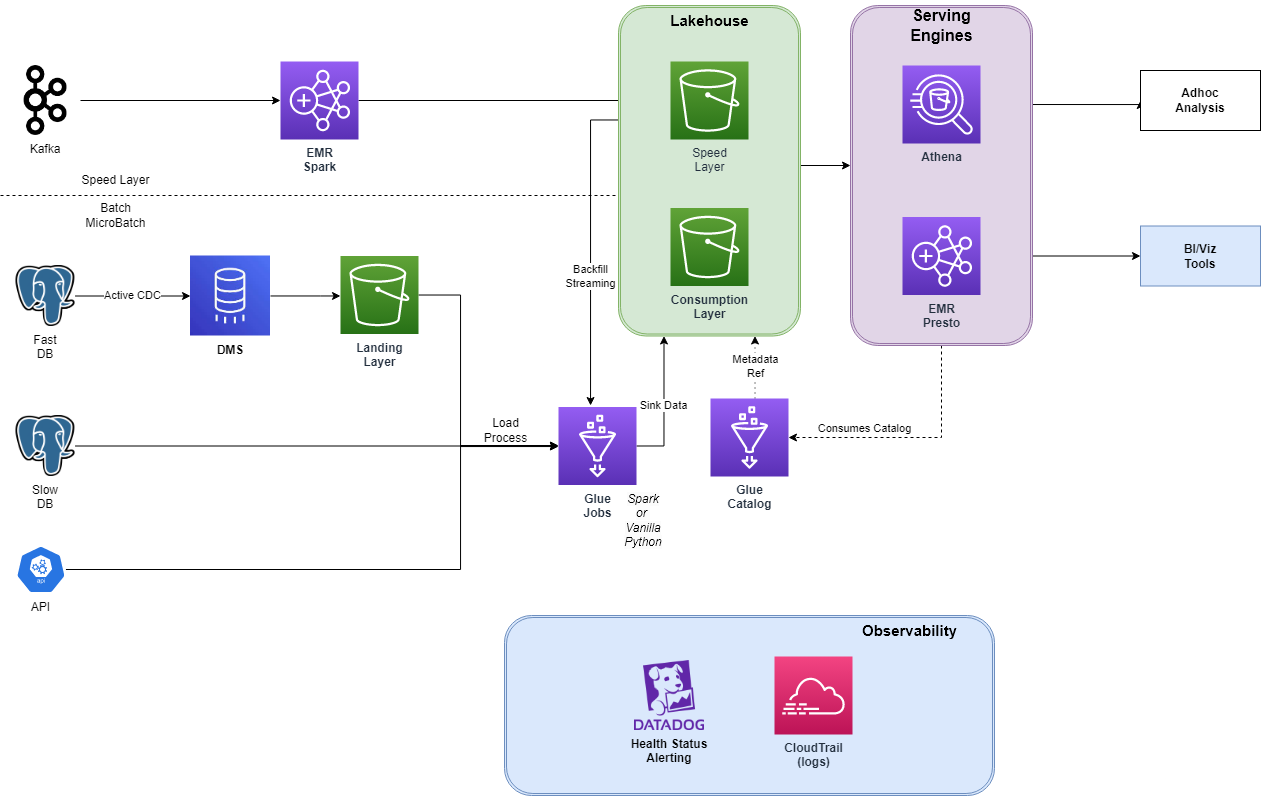 Lakehouse
Serving
Engines
Kafka
EMR
Spark
Speed
Layer
Athena
Adhoc
Analysis
Speed Layer
Batch
MicroBatch
Backfill
Streaming
Consumption
Layer
EMR
Presto
BI/Viz
Tools
Active CDC
Fast
DB
DMS
Landing
Layer
Metadata
Ref
Sink Data
Load
Process
Consumes Catalog
Slow
DB
Glue
Jobs
Spark
or
Vanilla
Python
Glue
Catalog
api
API
Observability
DATADOG
Health Status
Alerting
CloudTrail
(logs)